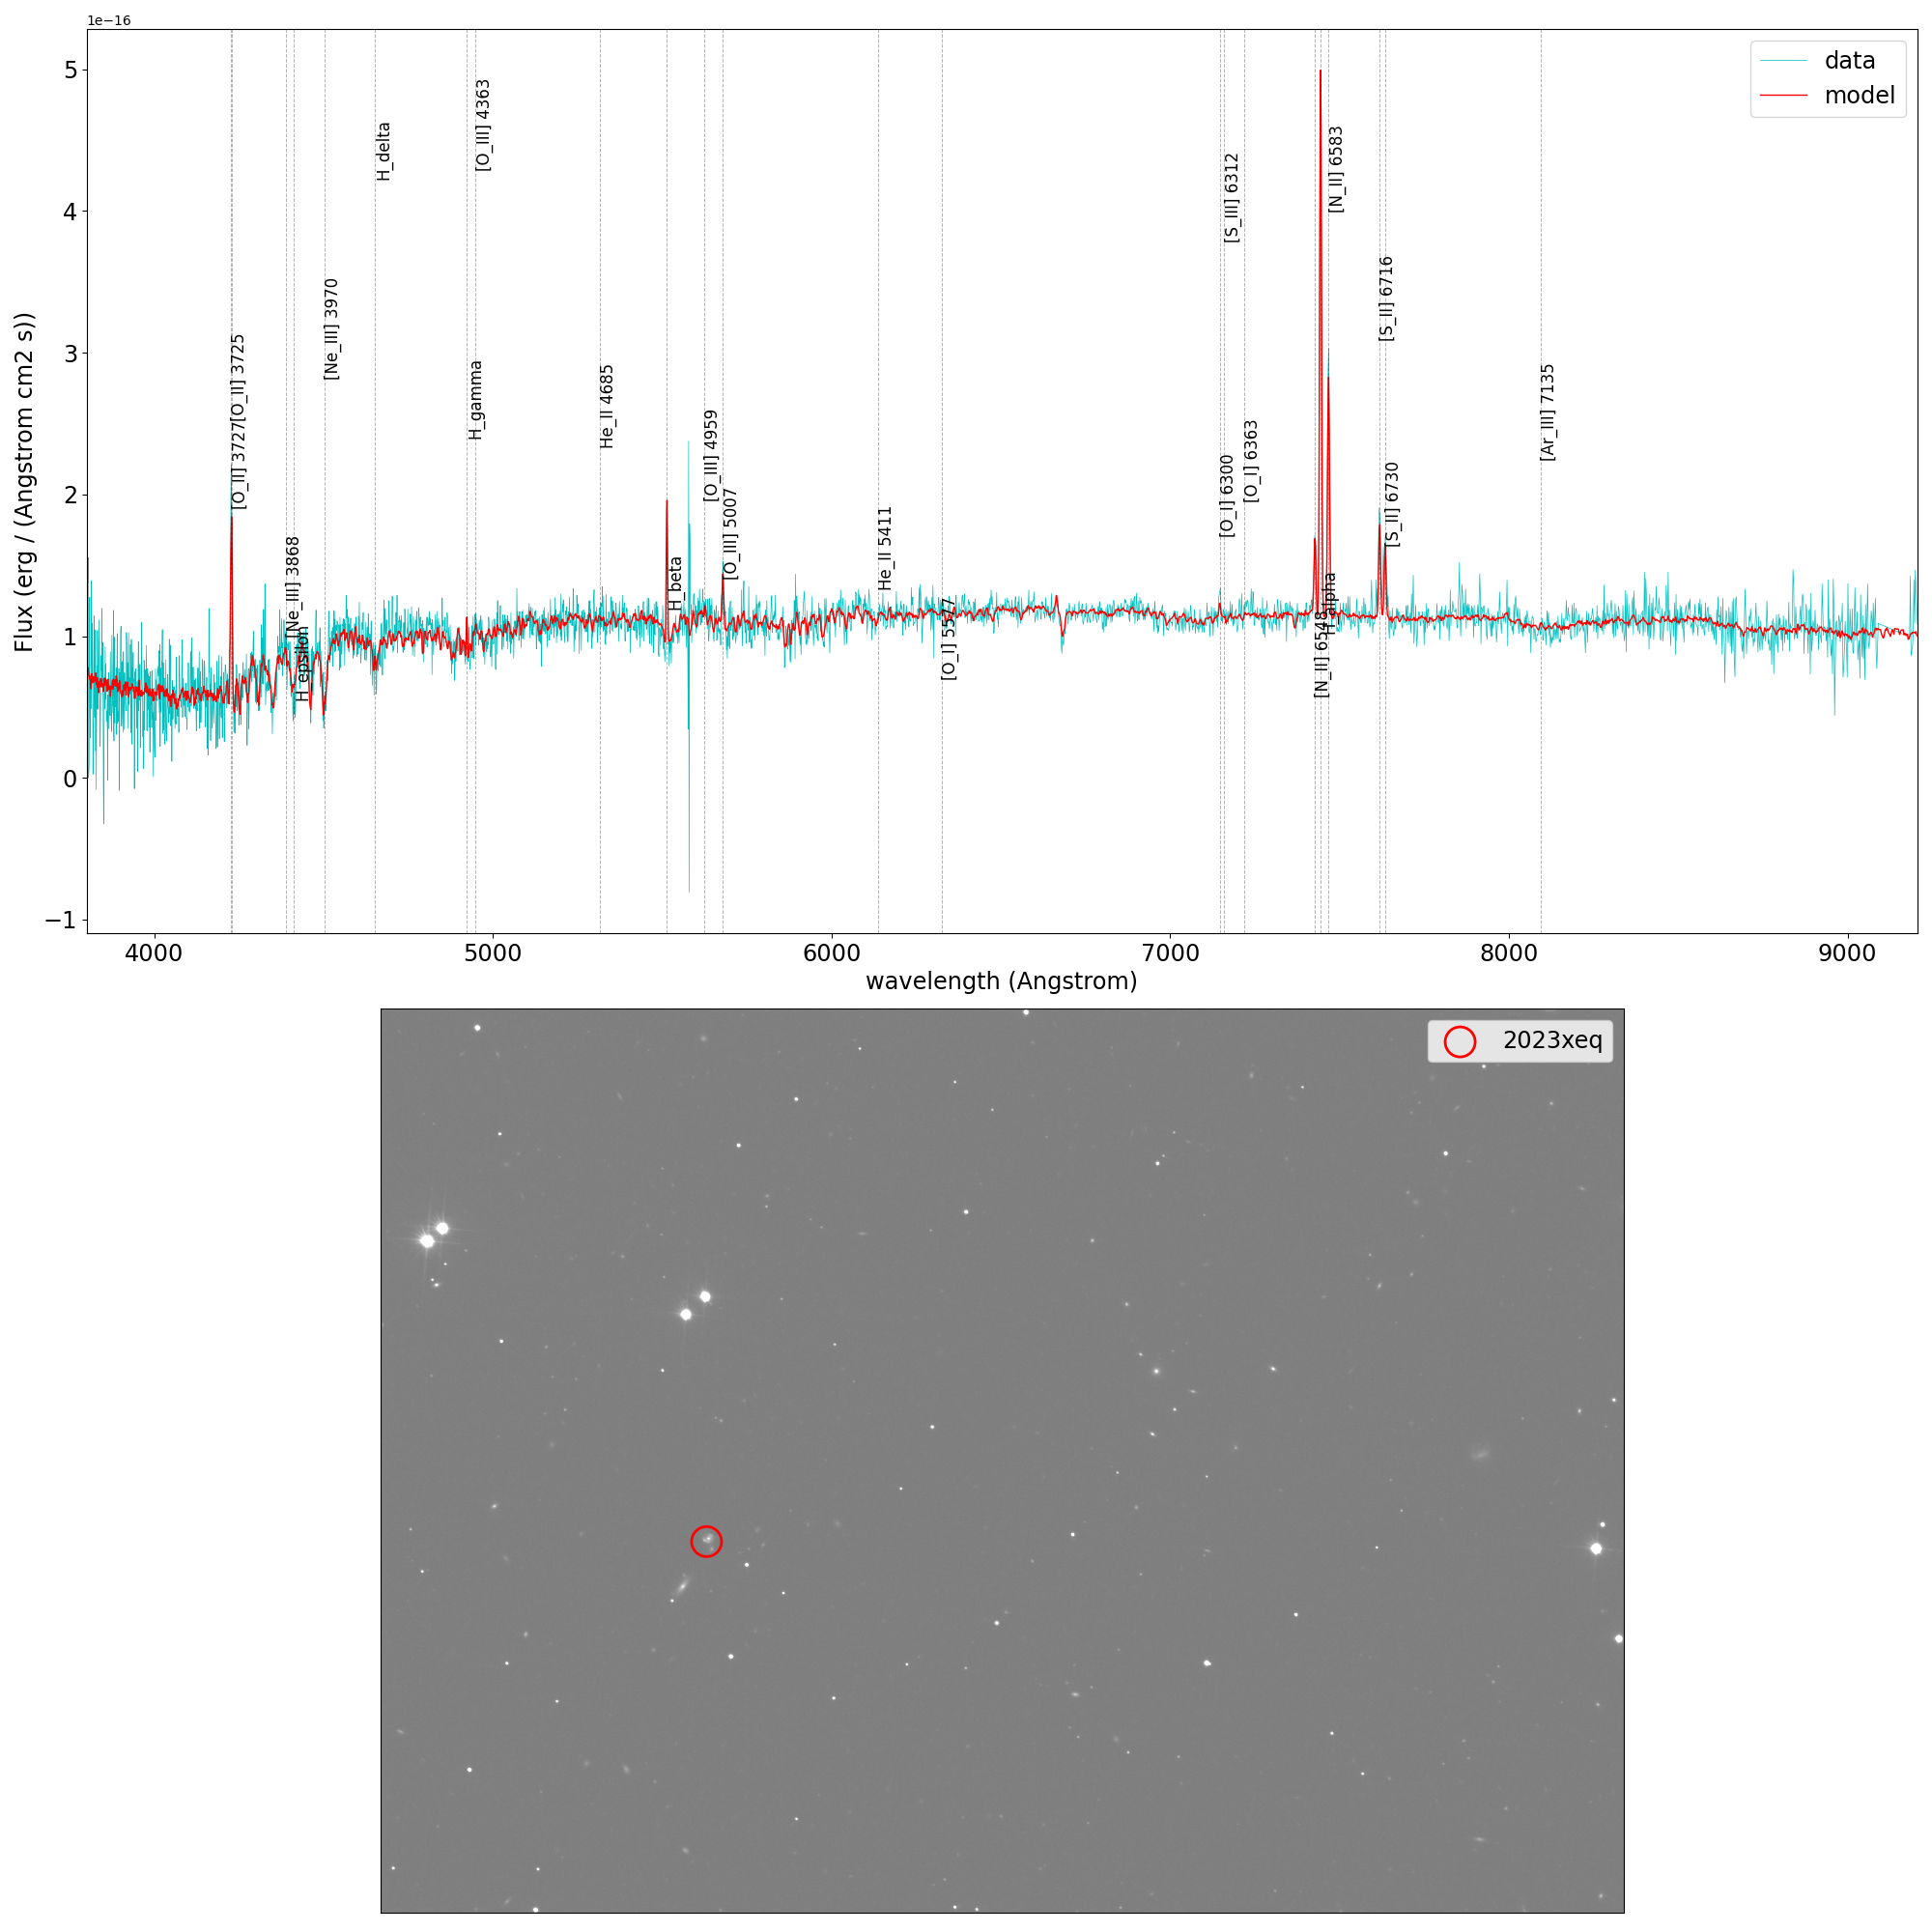 1e−16
data
model
5
4
3
2
1
0
−1
Flux (erg / (Angstrom cm2 s))
[O_II] 3727
[O_II] 3725
[Ne_III] 3868
H_epsilon
[Ne_III] 3970
H_delta
H_gamma
[O_III] 4363
He_II 4685
H_beta
[O_III] 4959
[O_III] 5007
He_II 5411
[O_I] 5577
[O_I] 6300
[S_III] 6312
[O_I] 6363
[N_II] 6548
H_alpha
[N_II] 6583
[S_II] 6716
[S_II] 6730
[Ar_III] 7135
4000 5000 6000 7000 8000 9000
wavelength (Angstrom)
2023xeq